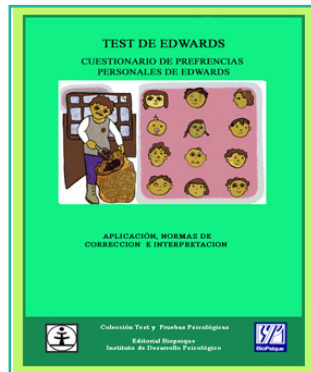 TEST DE EDWARDS
CUESTIONARIO DE PREFRENCIAS
PERSONALES DE EDWARDS
APLICACIÓN, NORMAS DE
CORRECCION E INTERPRETACION
Colección Test y Pruebas Psicológicas
Editorial Biopsique
Instituto de Desarrollo Psicológico
BioPsique